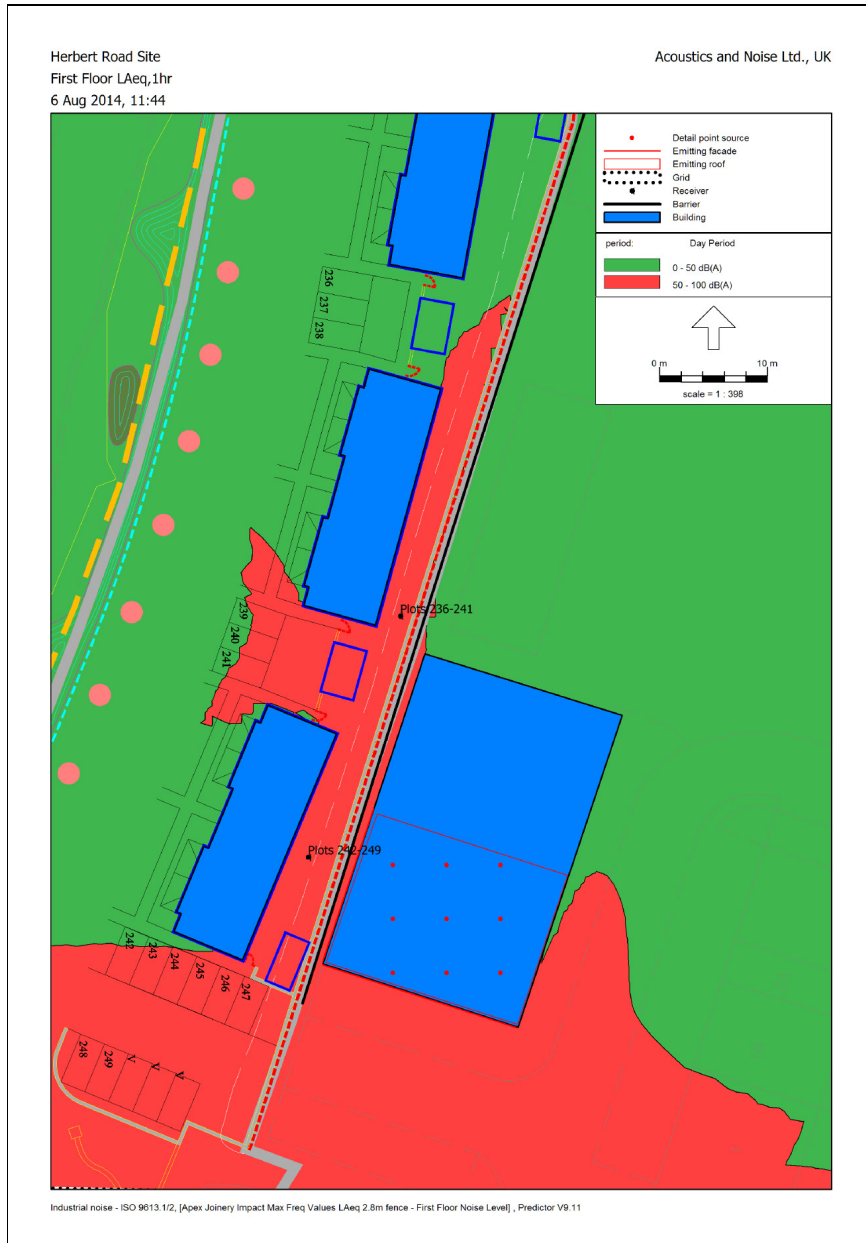 Herbert Road Site
Acoustics and Noise Ltd., UK
First Floor LAeq,1hr
6 Aug 2014, 11:44
Detail point source
Emitting facade
Emitting roof
Grid
Receiver
Barrier
Building
period: Day Period
0 - 50 dB(A)
50 - 100 dB(A)
0 m 10 m
scale = 1 : 398
236
237
238
239
240
241
Plots 236-241
Plots 242-249
242
243
244
245
246
247
248
249
V
V
V
Industrial noise - ISO 9613.1/2, [Apex Joinery Impact Max Freq Values LAeq 2.8m fence - First Floor Noise Level] , Predictor V9.11